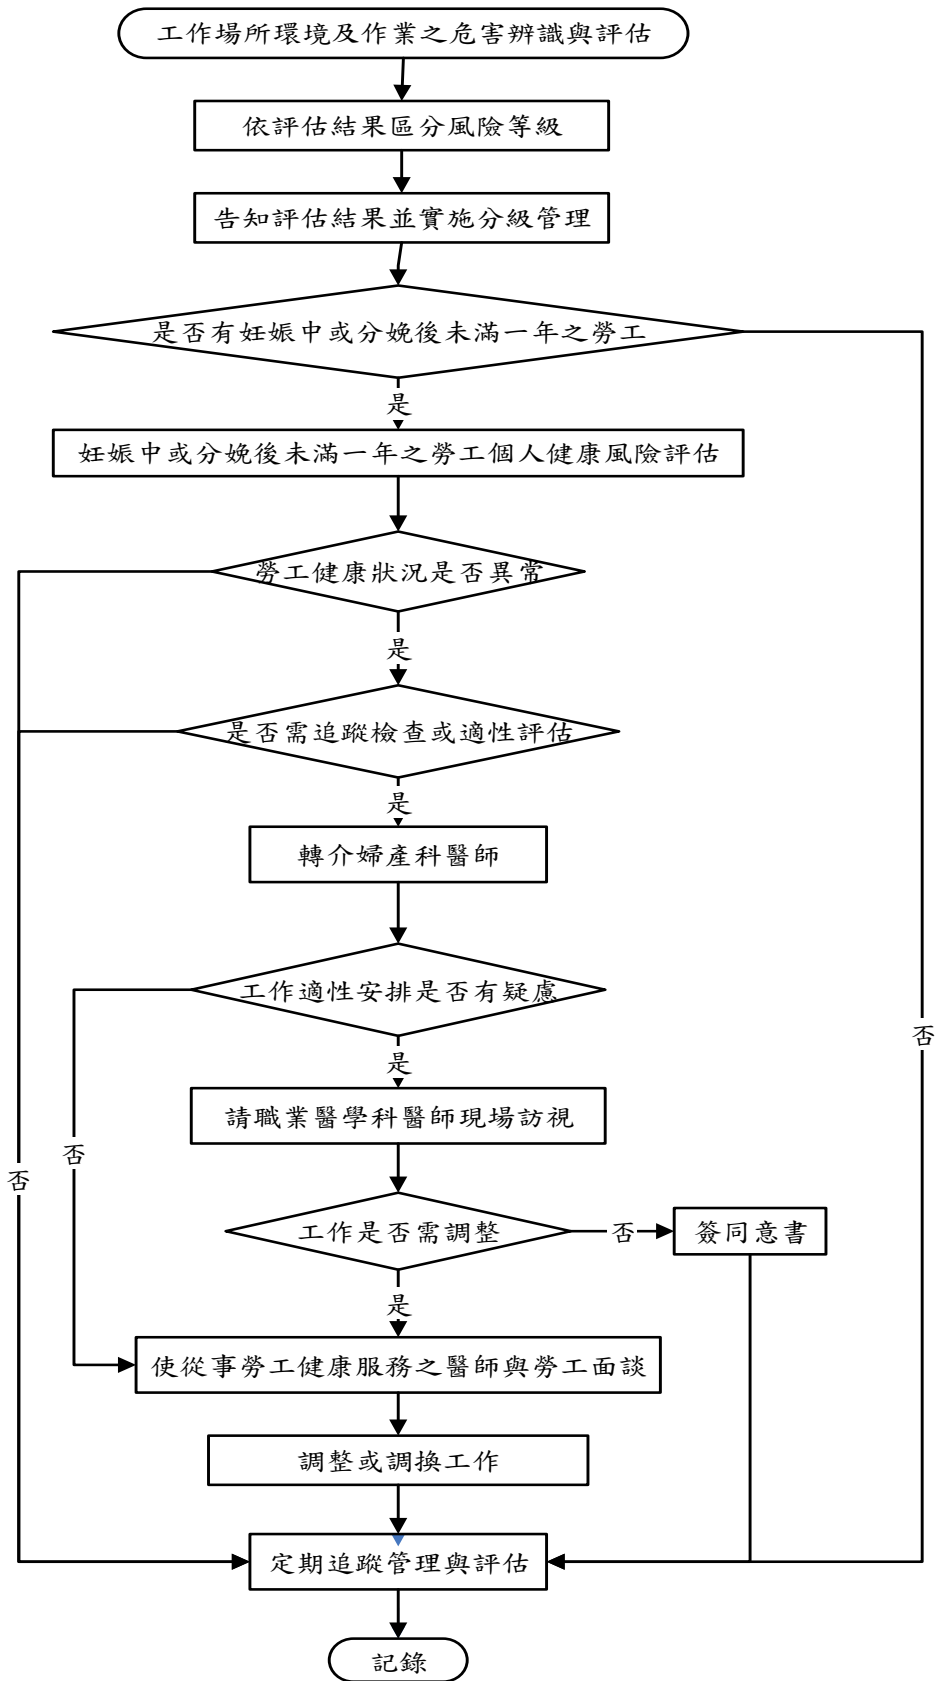 工作場所環境及作業之危害辨識與評估
依評估結果區分風險等級
告知評估結果並實施分級管理
是否有妊娠中或分娩後未滿一年之勞工
是
妊娠中或分娩後未滿一年之勞工個人健康風險評估
勞工健康狀況是否異常
是
是否需追蹤檢查或適性評估
是
轉介婦產科醫師
工作適性安排是否有疑慮
否
是
請職業醫學科醫師現場訪視
否
否
工作是否需調整
否
簽同意書
是
使從事勞工健康服務之醫師與勞工面談
調整或調換工作
定期追蹤管理與評估
記錄